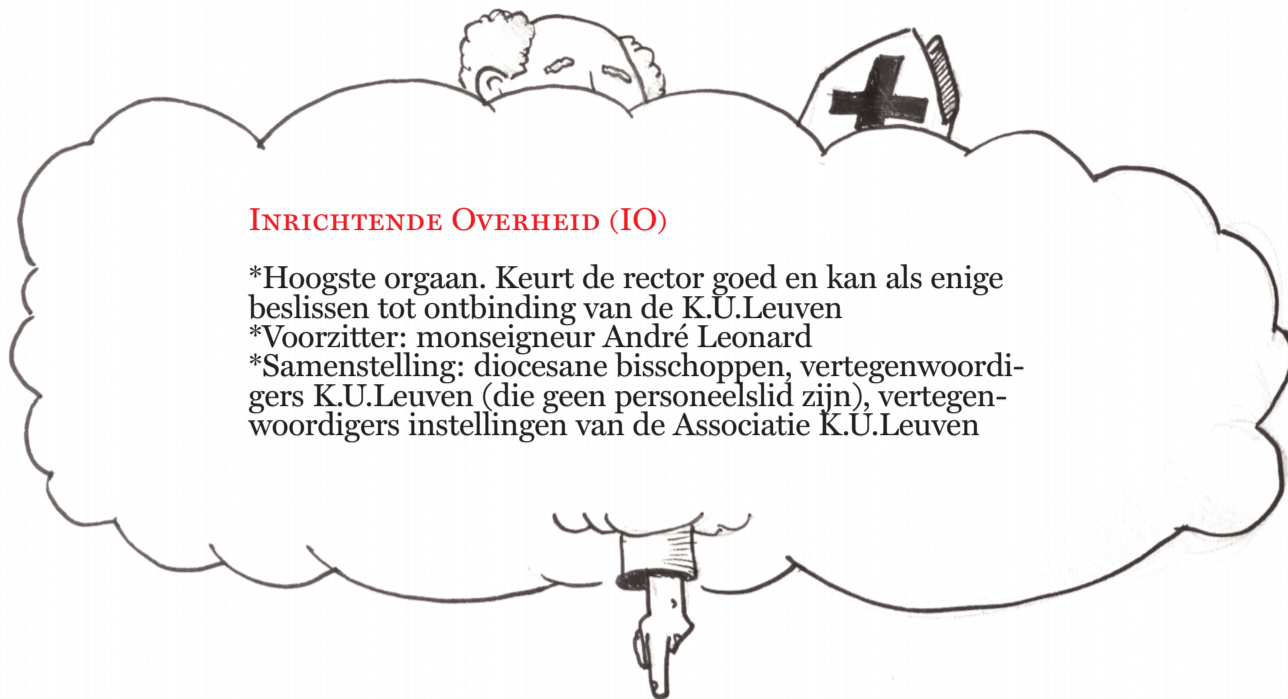 Inrichtende Overheid (IO)
*Hoogste orgaan. Keurt de rector goed en kan als enige
beslissen tot ontbinding van de K.U.Leuven
*Voorzitter: monseigneur André Leonard
*Samenstelling: diocesane bisschoppen, vertegenwoordi-
gers K.U.Leuven (die geen personeelslid zijn), vertegen-
woordigers instellingen van de Associatie K.U.Leuven